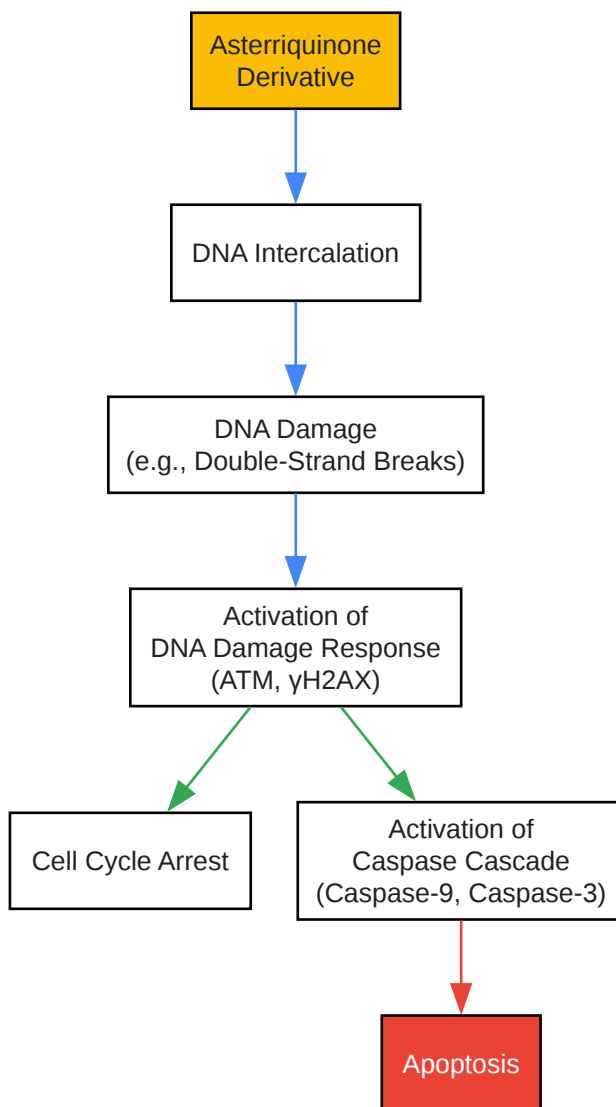 Asterriquinone
Derivative
DNA Intercalation
DNA Damage
(e.g., Double-Strand Breaks)
Activation of
DNA Damage Response
(ATM, γH2AX)
Cell Cycle Arrest
Activation of
Caspase Cascade
(Caspase-9, Caspase-3)
Apoptosis